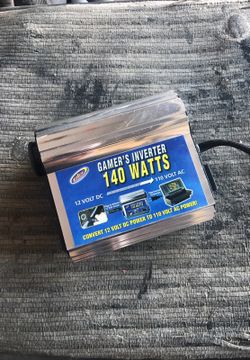 GAMER'S INVERTER
140 WATTS
12 VOLT DC
110 VOLT AC
CONVERT 12 VOLT DC POWER TO 110 VOLT AC POWER!